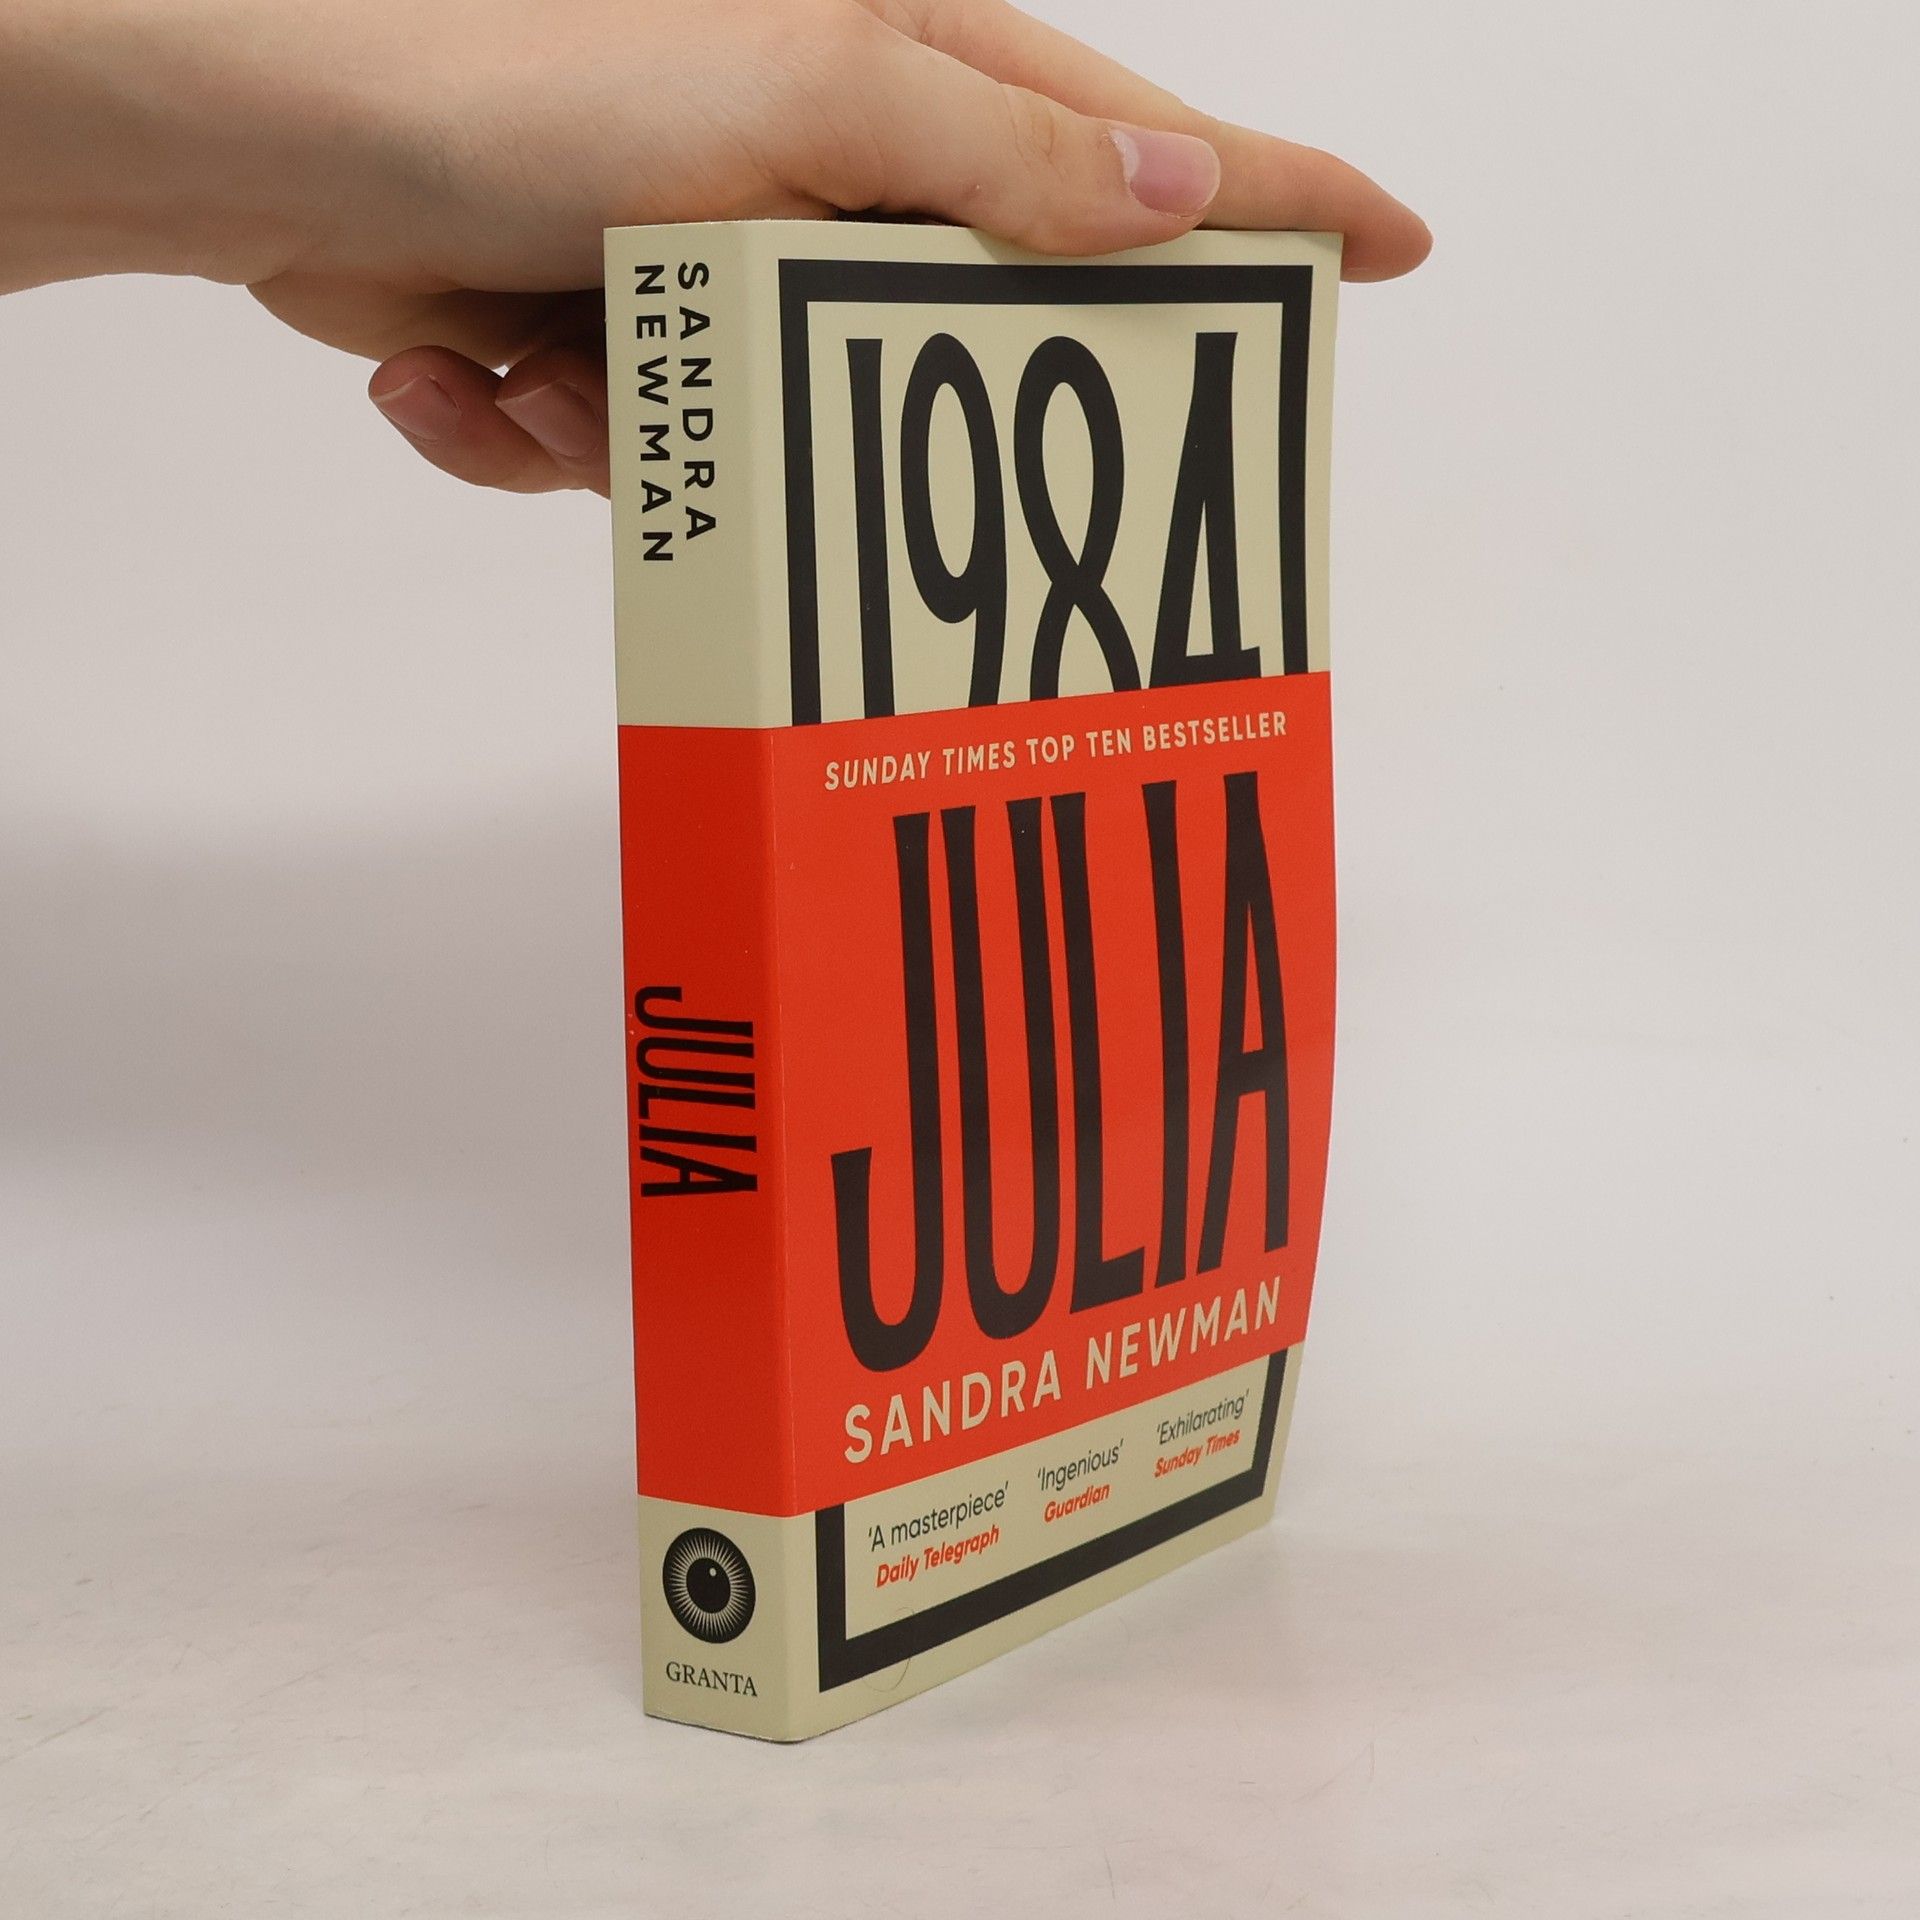 SANDRA
NEWMAN
JULIA
GRANTA
1984
SUNDAY TIMES TOP TEN BESTSELLER
JULIA
SANDRA NEWMAN
'A masterpiece'
Daily Telegraph
'Ingenious'
Guardian
'Exhilarating'
Sunday Times